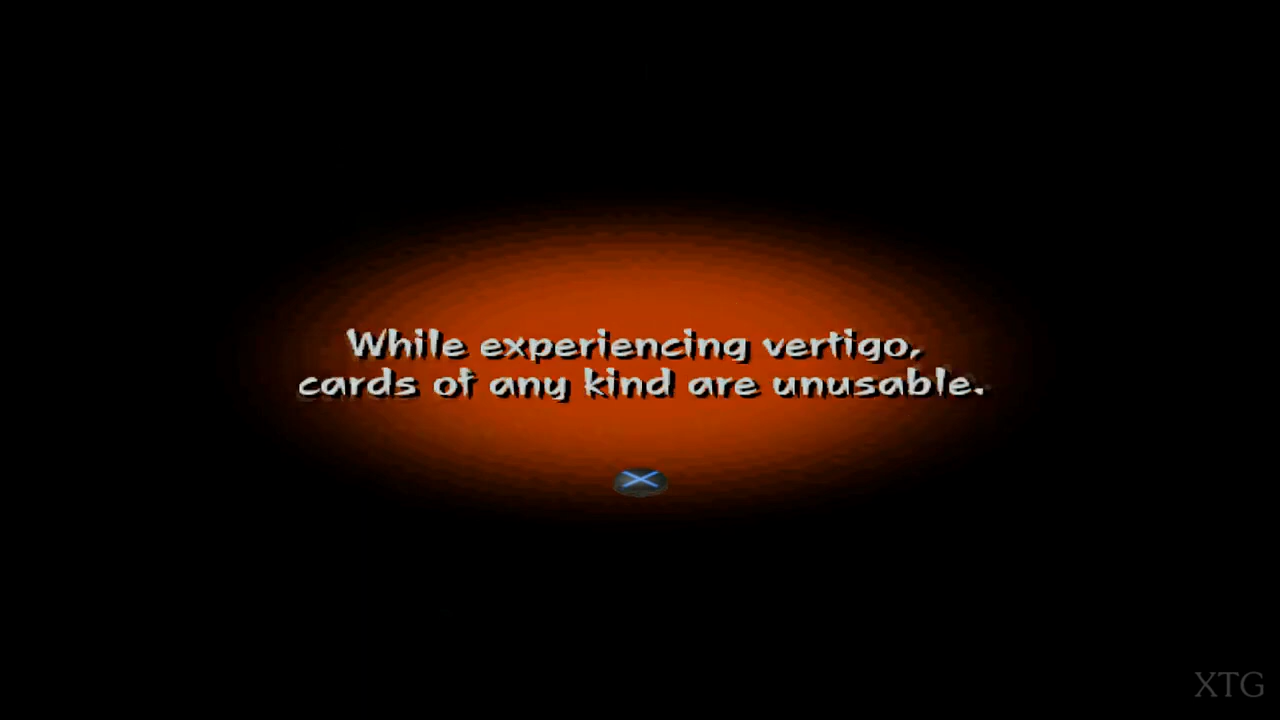 While experiencing vertigo,
cards of any kind are unusable.
XTG